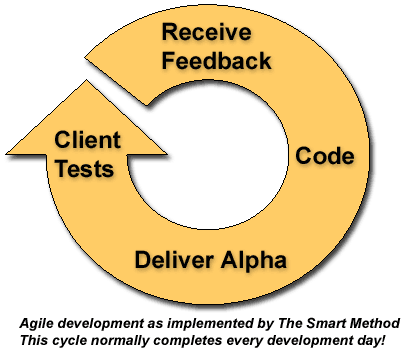 Receive
Feedback
Code
Deliver Alpha
Client
Tests
Agile development as implemented by The Smart Method
This cycle normally completes every development day!